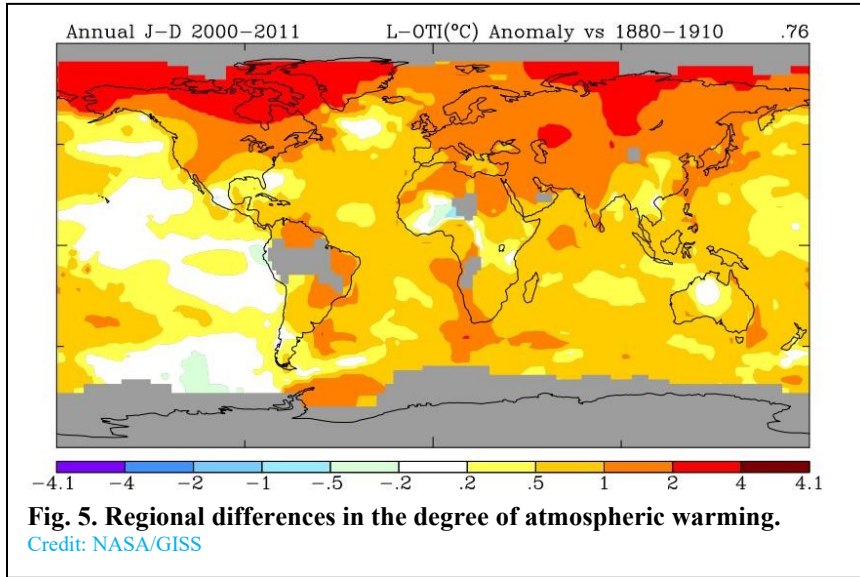 Annual J-D 2000-2011 L-OTI(°C) Anomaly vs 1880-1910 .76
-4.1 -4 -2 -1 -.5 -.2 .2 .5 1 2 4 4.1
Fig. 5. Regional differences in the degree of atmospheric warming.
Credit: NASA/GISS